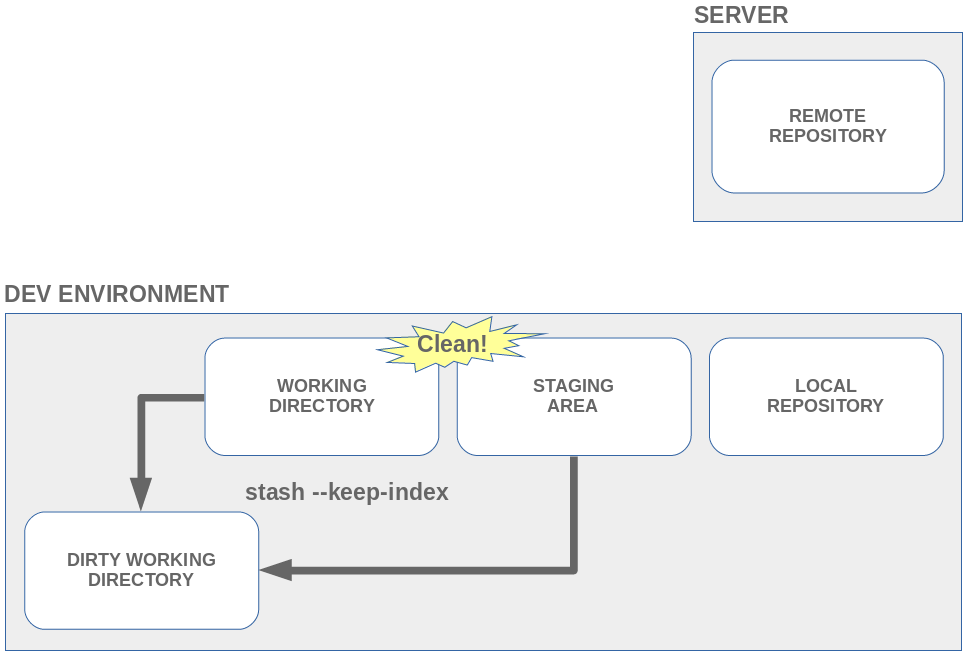 SERVER
REMOTE
REPOSITORY
DEV ENVIRONMENT
Clean!
WORKING
DIRECTORY
STAGING
AREA
LOCAL
REPOSITORY
stash --keep-index
DIRTY WORKING
DIRECTORY